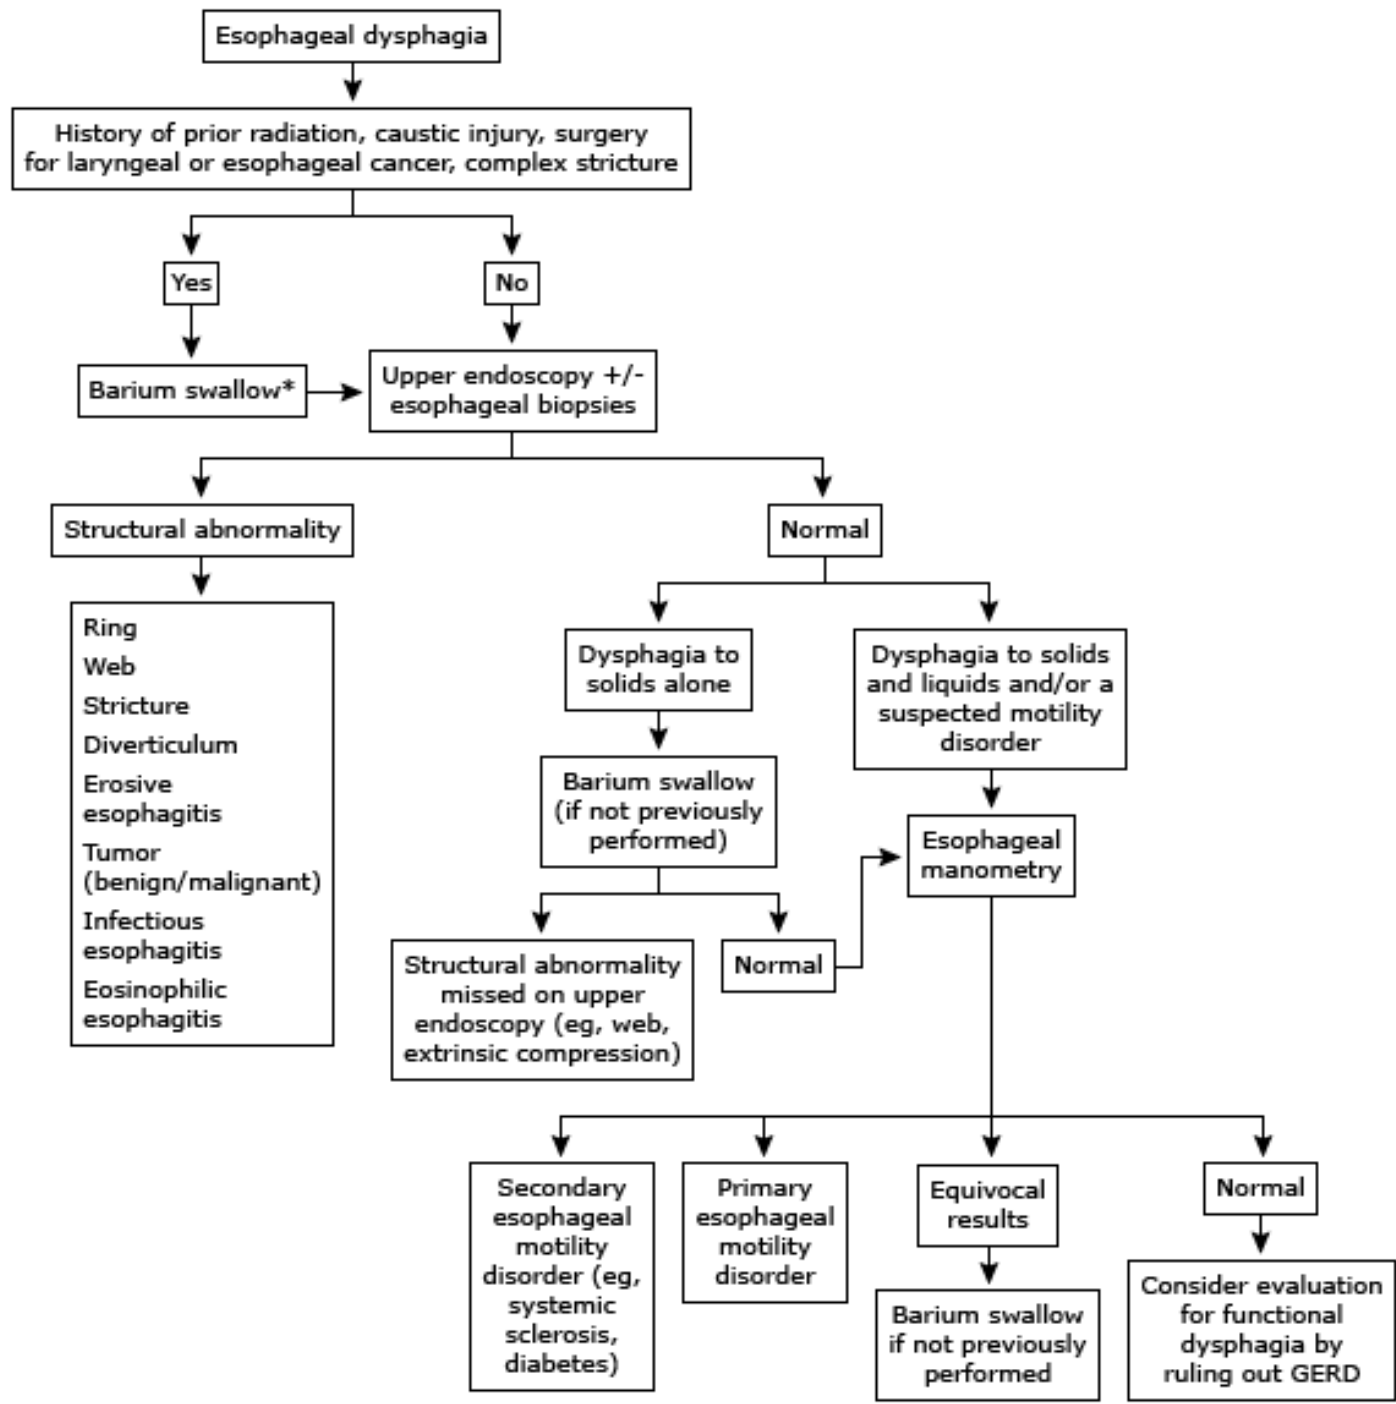 Esophageal dysphagia
History of prior radiation, caustic injury, surgery
for laryngeal or esophageal cancer, complex stricture
Yes
No
Barium swallow*
Upper endoscopy +/-
esophageal biopsies
Structural abnormality
Normal
Ring
Web
Stricture
Diverticulum
Erosive
esophagitis
Tumor
(benign/malignant)
Infectious
esophagitis
Eosinophilic
esophagitis
Dysphagia to
solids alone
Dysphagia to solids
and liquids and/or a
suspected motility
disorder
Barium swallow
(if not previously
performed)
Esophageal
manometry
Structural abnormality
missed on upper
endoscopy (eg, web,
extrinsic compression)
Normal
Secondary
esophageal
motility
disorder (eg,
systemic
sclerosis,
diabetes)
Primary
esophageal
motility
disorder
Equivocal
results
Normal
Barium swallow
if not previously
performed
Consider evaluation
for functional
dysphagia by
ruling out GERD